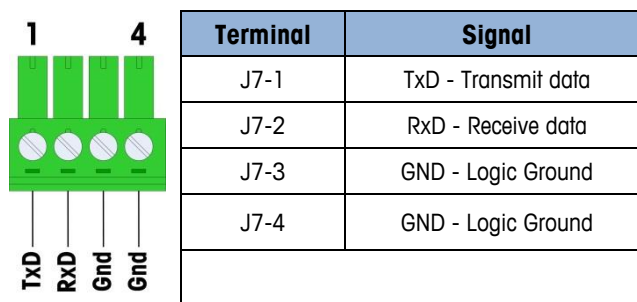 1 4
TxD
RxD
Gnd
Gnd
Terminal Signal
J7-1 TxD - Transmit data
J7-2 RxD - Receive data
J7-3 GND - Logic Ground
J7-4 GND - Logic Ground